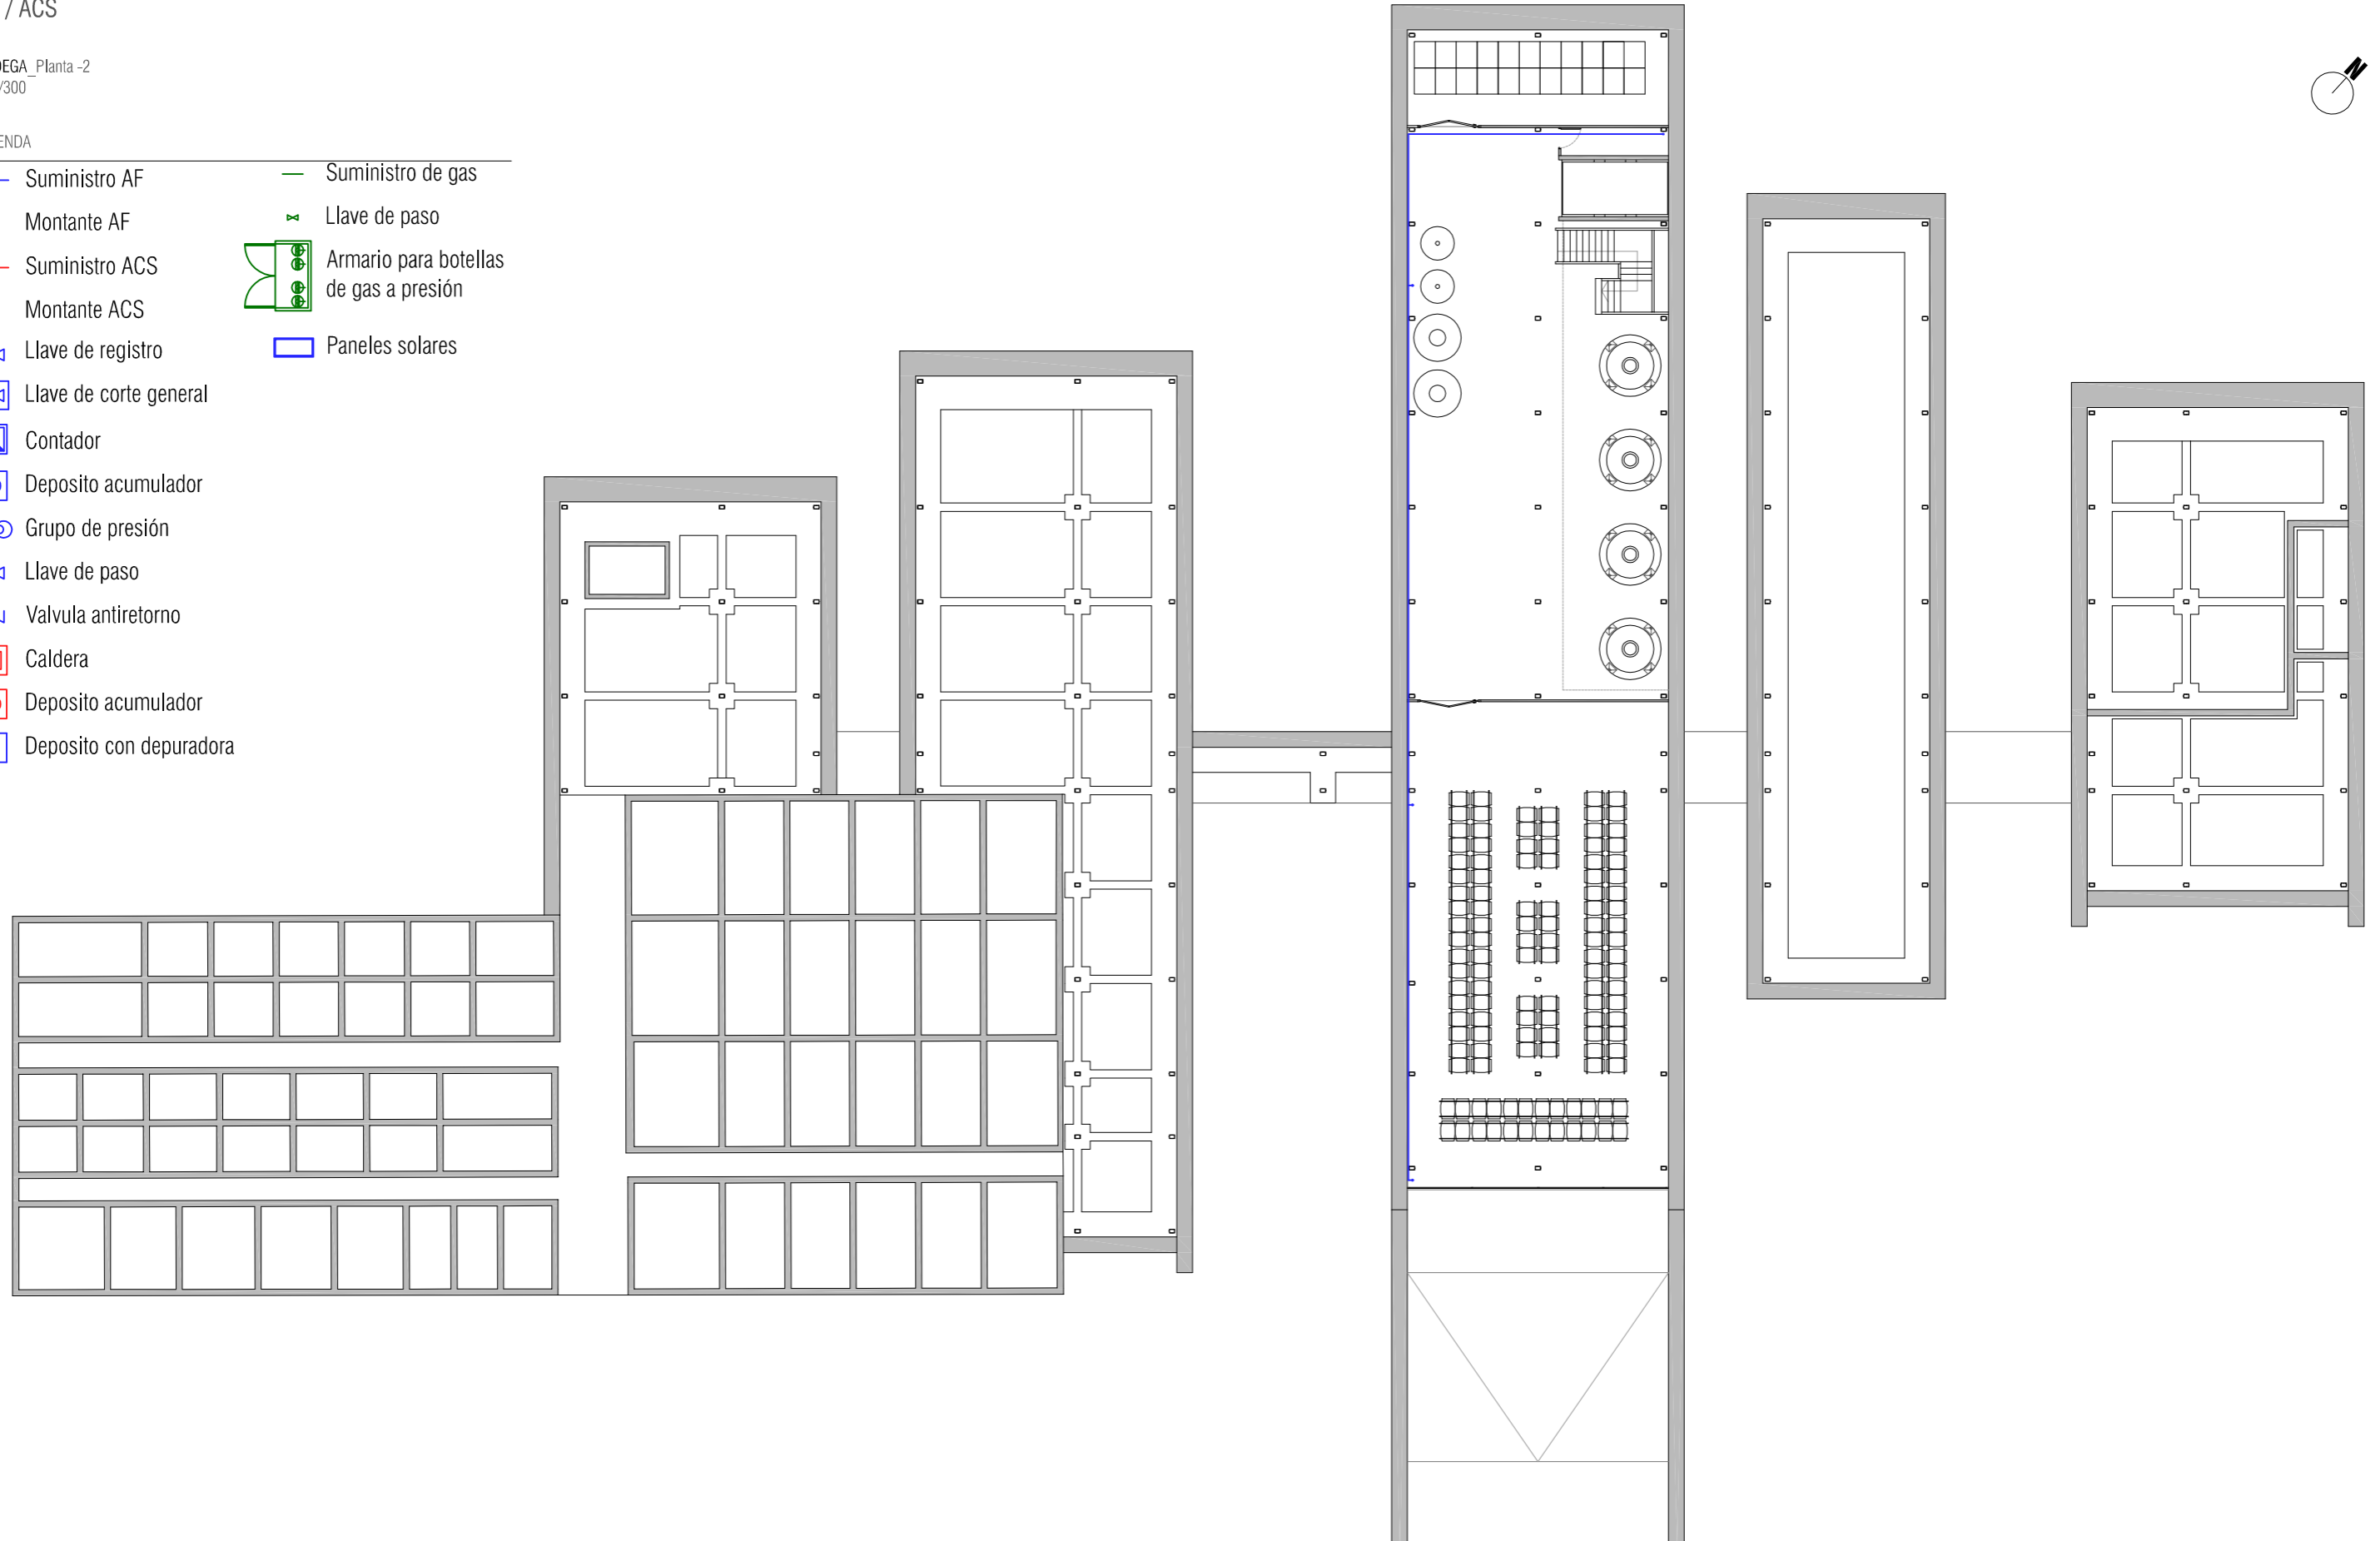 / ACS
DEGA_Planta -2
/300
ENDA
Suministro AF
Montante AF
Suministro ACS
Montante ACS
Llave de registro
Llave de corte general
Contador
Deposito acumulador
Grupo de presión
Llave de paso
Valvula antiretorno
Caldera
Deposito acumulador
Deposito con depuradora
Suministro de gas
Llave de paso
Armario para botellas
de gas a presión
Paneles solares
N